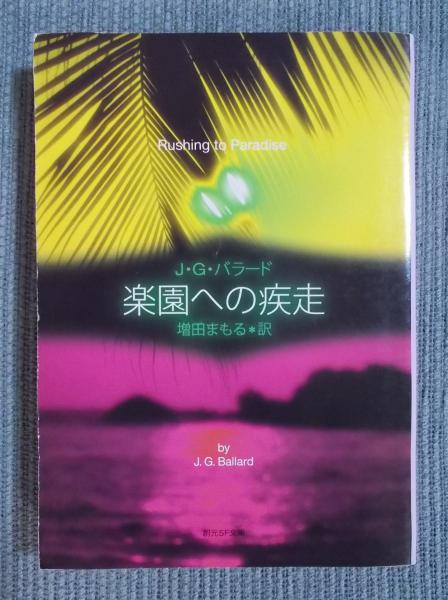 Rushing to Paradise
J・G・バラード
楽園への疾走
増田まもる*訳
by
J. G. Ballard
創元SF文庫